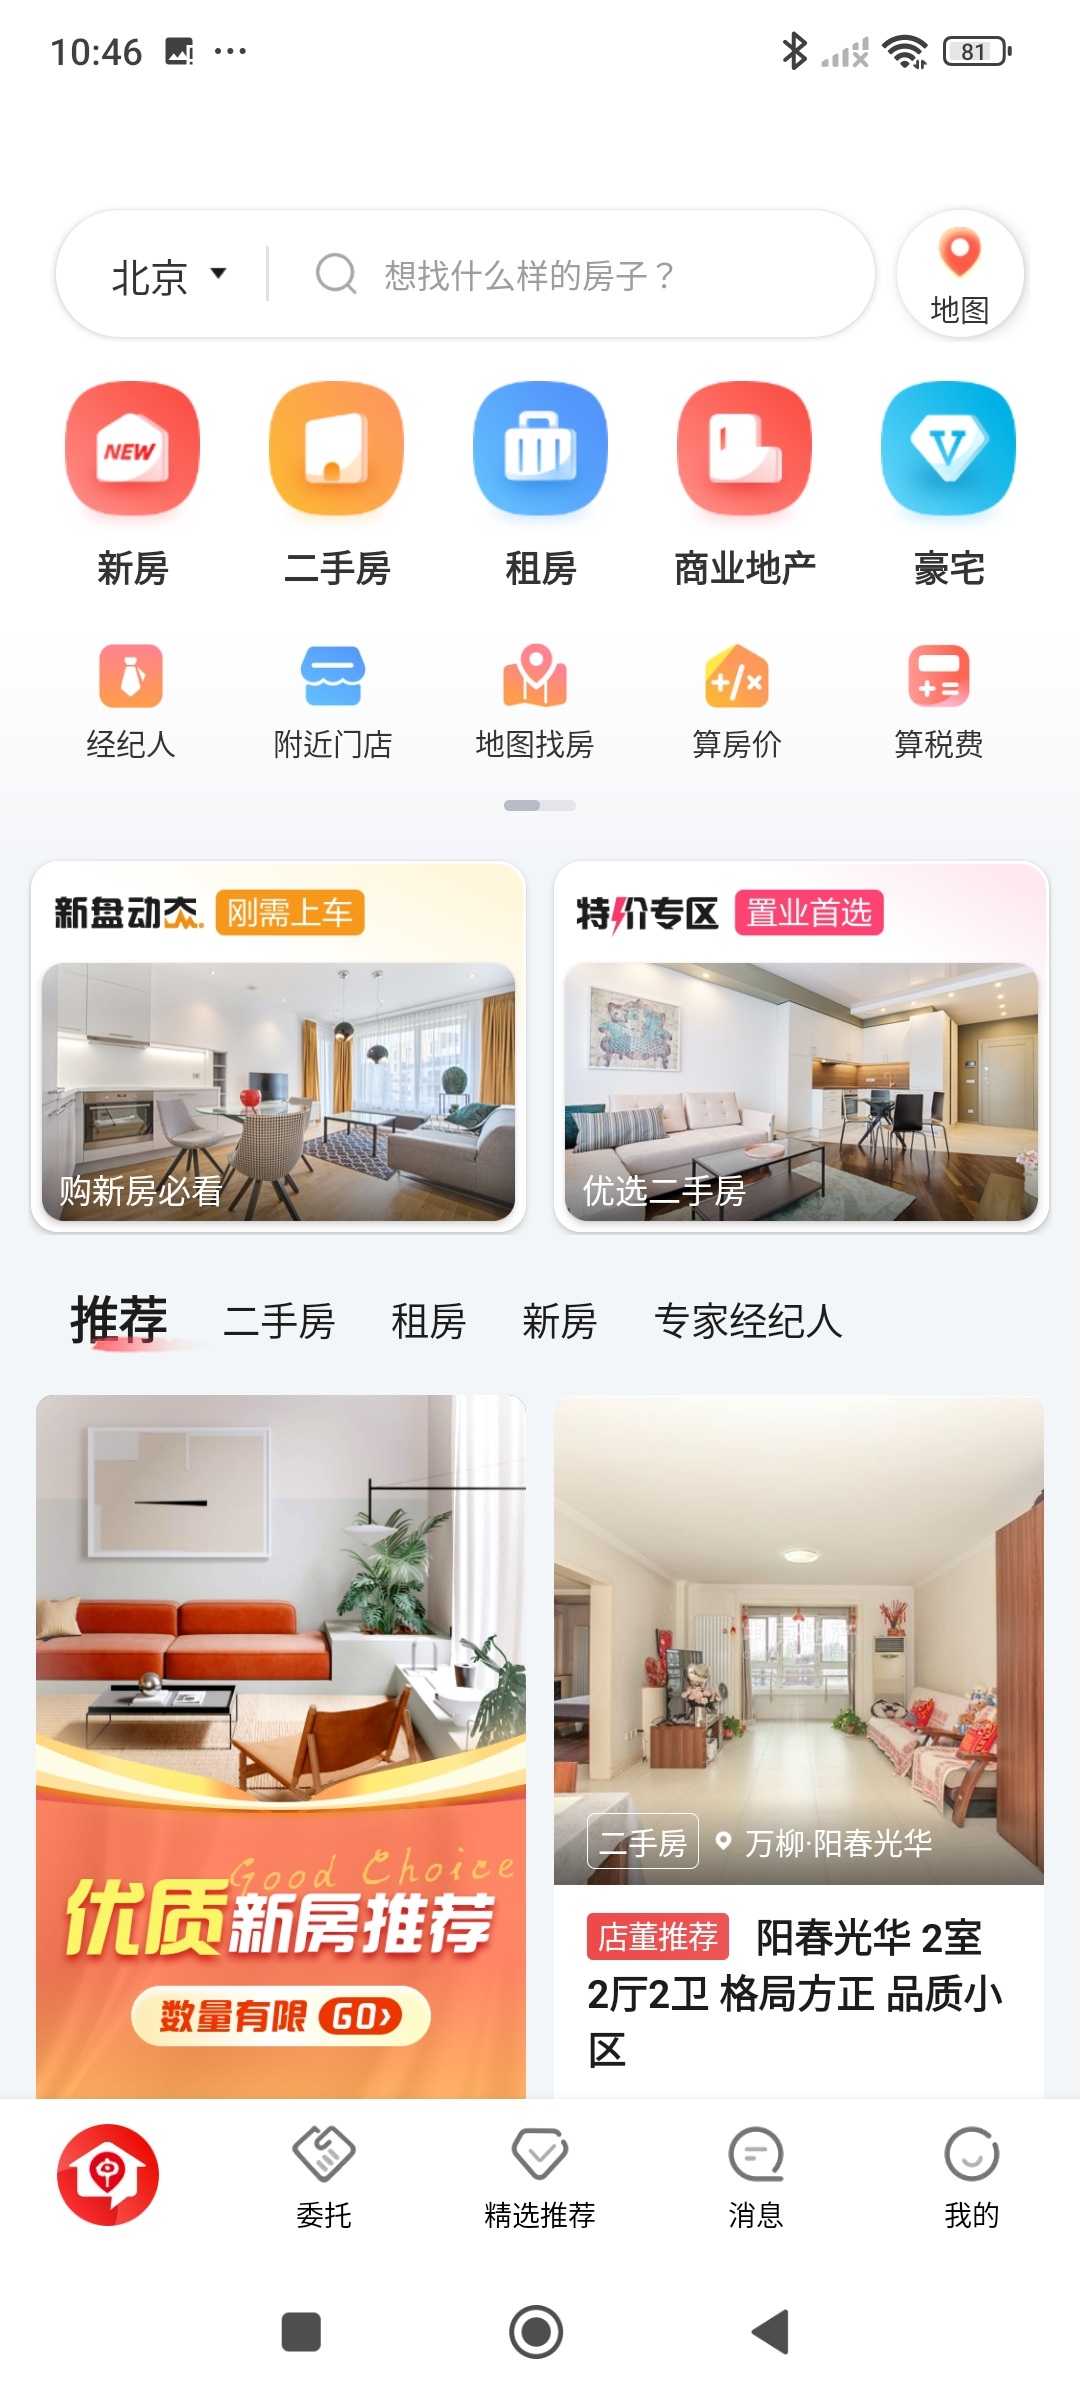 10:46
81
北京
想找什么样的房子？
地图
NEW
新房
二手房
租房
商业地产
豪宅
经纪人
附近门店
地图找房
算房价
算税费
新盘动态
刚需上车
特价专区
置业首选
购新房必看
优选二手房
推荐
二手房
租房
新房
专家经纪人
Good Choice
优质新房推荐
数量有限 GO›
二手房
万柳·阳春光华
店董推荐 阳春光华 2室
2厅2卫 格局方正 品质小
区
委托
精选推荐
消息
我的